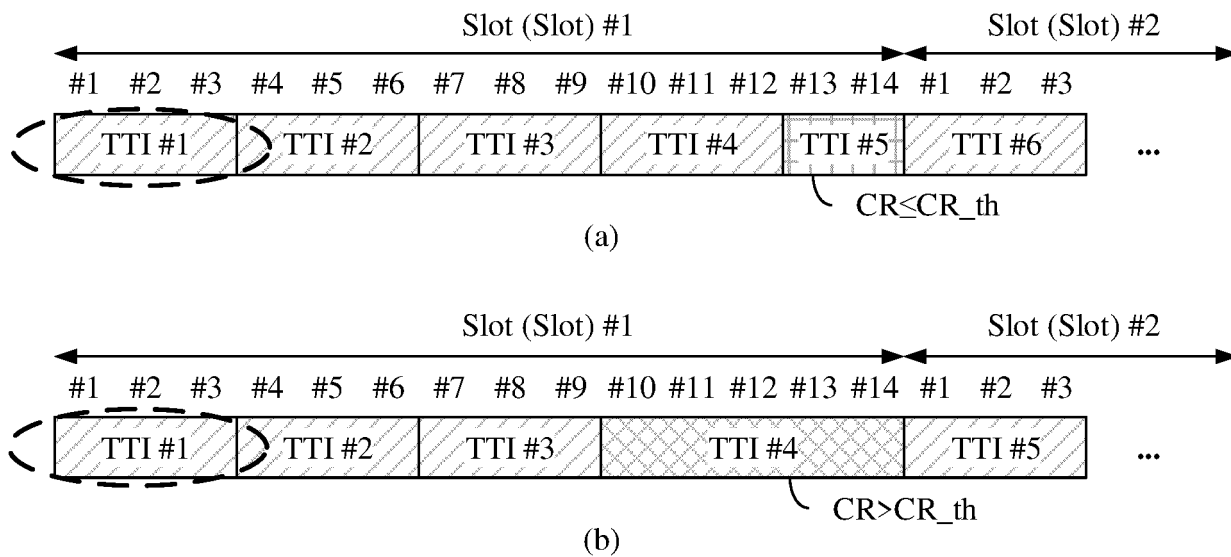 Slot (Slot) #1 Slot (Slot) #2
#1 #2 #3 #4 #5 #6 #7 #8 #9 #10 #11 #12 #13 #14 #1 #2 #3
TTI #1 TTI #2 TTI #3 TTI #4 TTI #5 TTI #6 ...
CR≤CR_th
(a)
Slot (Slot) #1 Slot (Slot) #2
#1 #2 #3 #4 #5 #6 #7 #8 #9 #10 #11 #12 #13 #14 #1 #2 #3
TTI #1 TTI #2 TTI #3 TTI #4 TTI #5 ...
CR>CR_th
(b)